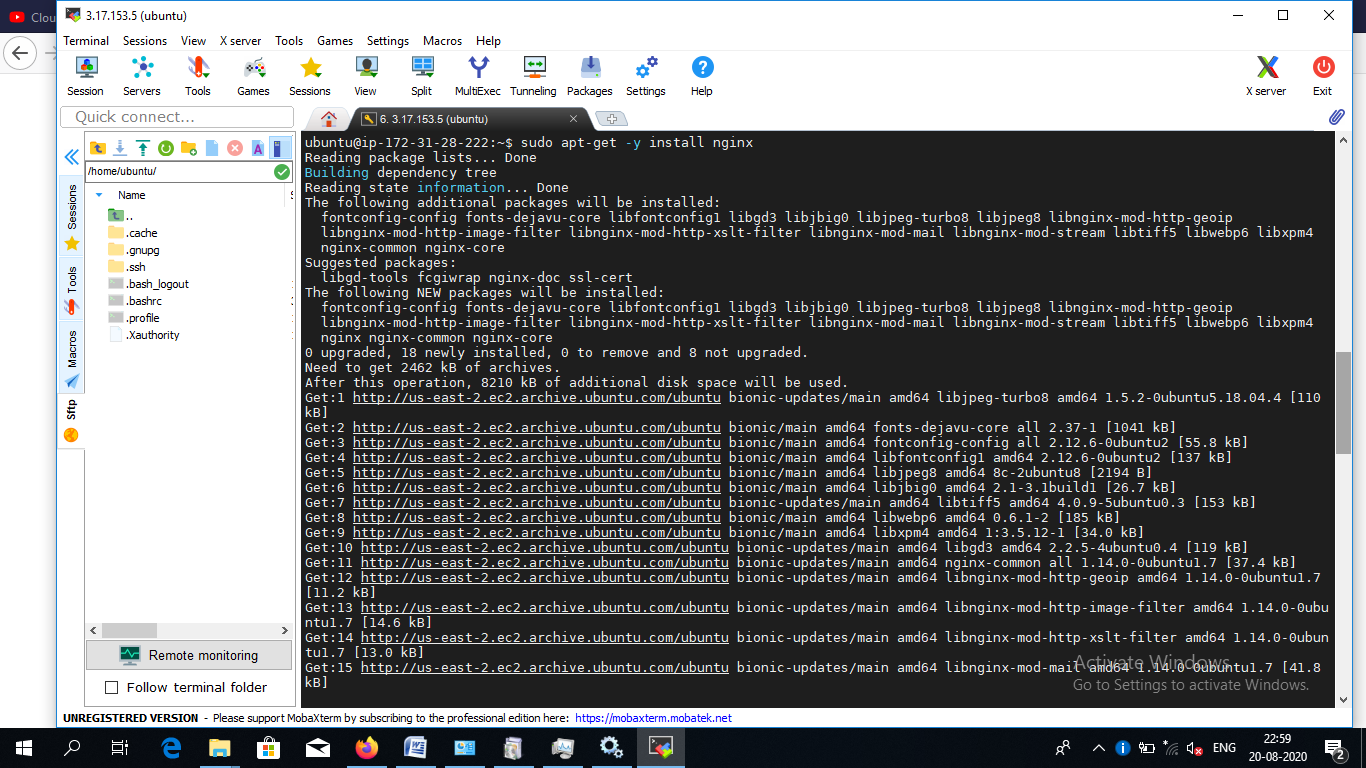 Clou
3.17.153.5 (ubuntu)
Terminal Sessions View X server Tools Games Settings Macros Help
Session Servers Tools Games Sessions View Split MultiExec Tunneling Packages Settings Help X server Exit
Quick connect...
6. 3.17.153.5 (ubuntu)
/home/ubuntu/
Name
..
.cache
.gnupg
.ssh
.bash_logout
.bashrc
.profile
.Xauthority
Sessions
Tools
Macros
Sftp
Remote monitoring
Follow terminal folder
ubuntu@ip-172-31-28-222:~$ sudo apt-get -y install nginx
Reading package lists... Done
Building dependency tree
Reading state information... Done
The following additional packages will be installed:
fontconfig-config fonts-dejavu-core libfontconfig1 libgd3 libjbig0 libjpeg-turbo8 libjpeg8 libnginx-mod-http-geoip
libnginx-mod-http-image-filter libnginx-mod-http-xslt-filter libnginx-mod-mail libnginx-mod-stream libtiff5 libwebp6 libxpm4
nginx-common nginx-core
Suggested packages:
libgd-tools fcgiwrap nginx-doc ssl-cert
The following NEW packages will be installed:
fontconfig-config fonts-dejavu-core libfontconfig1 libgd3 libjbig0 libjpeg-turbo8 libjpeg8 libnginx-mod-http-geoip
libnginx-mod-http-image-filter libnginx-mod-http-xslt-filter libnginx-mod-mail libnginx-mod-stream libtiff5 libwebp6 libxpm4
nginx nginx-common nginx-core
0 upgraded, 18 newly installed, 0 to remove and 8 not upgraded.
Need to get 2462 kB of archives.
After this operation, 8210 kB of additional disk space will be used.
Get:1 http://us-east-2.ec2.archive.ubuntu.com/ubuntu bionic-updates/main amd64 libjpeg-turbo8 amd64 1.5.2-0ubuntu5.18.04.4 [110
kB]
Get:2 http://us-east-2.ec2.archive.ubuntu.com/ubuntu bionic/main amd64 fonts-dejavu-core all 2.37-1 [1041 kB]
Get:3 http://us-east-2.ec2.archive.ubuntu.com/ubuntu bionic/main amd64 fontconfig-config all 2.12.6-0ubuntu2 [55.8 kB]
Get:4 http://us-east-2.ec2.archive.ubuntu.com/ubuntu bionic/main amd64 libfontconfig1 amd64 2.12.6-0ubuntu2 [137 kB]
Get:5 http://us-east-2.ec2.archive.ubuntu.com/ubuntu bionic/main amd64 libjpeg8 amd64 8c-2ubuntu8 [2194 B]
Get:6 http://us-east-2.ec2.archive.ubuntu.com/ubuntu bionic/main amd64 libjbig0 amd64 2.1-3.1build1 [26.7 kB]
Get:7 http://us-east-2.ec2.archive.ubuntu.com/ubuntu bionic-updates/main amd64 libtiff5 amd64 4.0.9-5ubuntu0.3 [153 kB]
Get:8 http://us-east-2.ec2.archive.ubuntu.com/ubuntu bionic/main amd64 libwebp6 amd64 0.6.1-2 [185 kB]
Get:9 http://us-east-2.ec2.archive.ubuntu.com/ubuntu bionic/main amd64 libxpm4 amd64 1:3.5.12-1 [34.0 kB]
Get:10 http://us-east-2.ec2.archive.ubuntu.com/ubuntu bionic-updates/main amd64 libgd3 amd64 2.2.5-4ubuntu0.4 [119 kB]
Get:11 http://us-east-2.ec2.archive.ubuntu.com/ubuntu bionic-updates/main amd64 nginx-common all 1.14.0-0ubuntu1.7 [37.4 kB]
Get:12 http://us-east-2.ec2.archive.ubuntu.com/ubuntu bionic-updates/main amd64 libnginx-mod-http-geoip amd64 1.14.0-0ubuntu1.7
[11.2 kB]
Get:13 http://us-east-2.ec2.archive.ubuntu.com/ubuntu bionic-updates/main amd64 libnginx-mod-http-image-filter amd64 1.14.0-0ubu
ntu1.7 [14.6 kB]
Get:14 http://us-east-2.ec2.archive.ubuntu.com/ubuntu bionic-updates/main amd64 libnginx-mod-http-xslt-filter amd64 1.14.0-0ubun
tu1.7 [13.0 kB]
Get:15 http://us-east-2.ec2.archive.ubuntu.com/ubuntu bionic-updates/main amd64 libnginx-mod-mail amd64 1.14.0-0ubuntu1.7 [41.8
kB]
Activate Windows
Go to Settings to activate Windows.
UNREGISTERED VERSION - Please support MobaXterm by subscribing to the professional edition here: https://mobaxterm.mobatek.net
ENG
22:59
20-08-2020
2